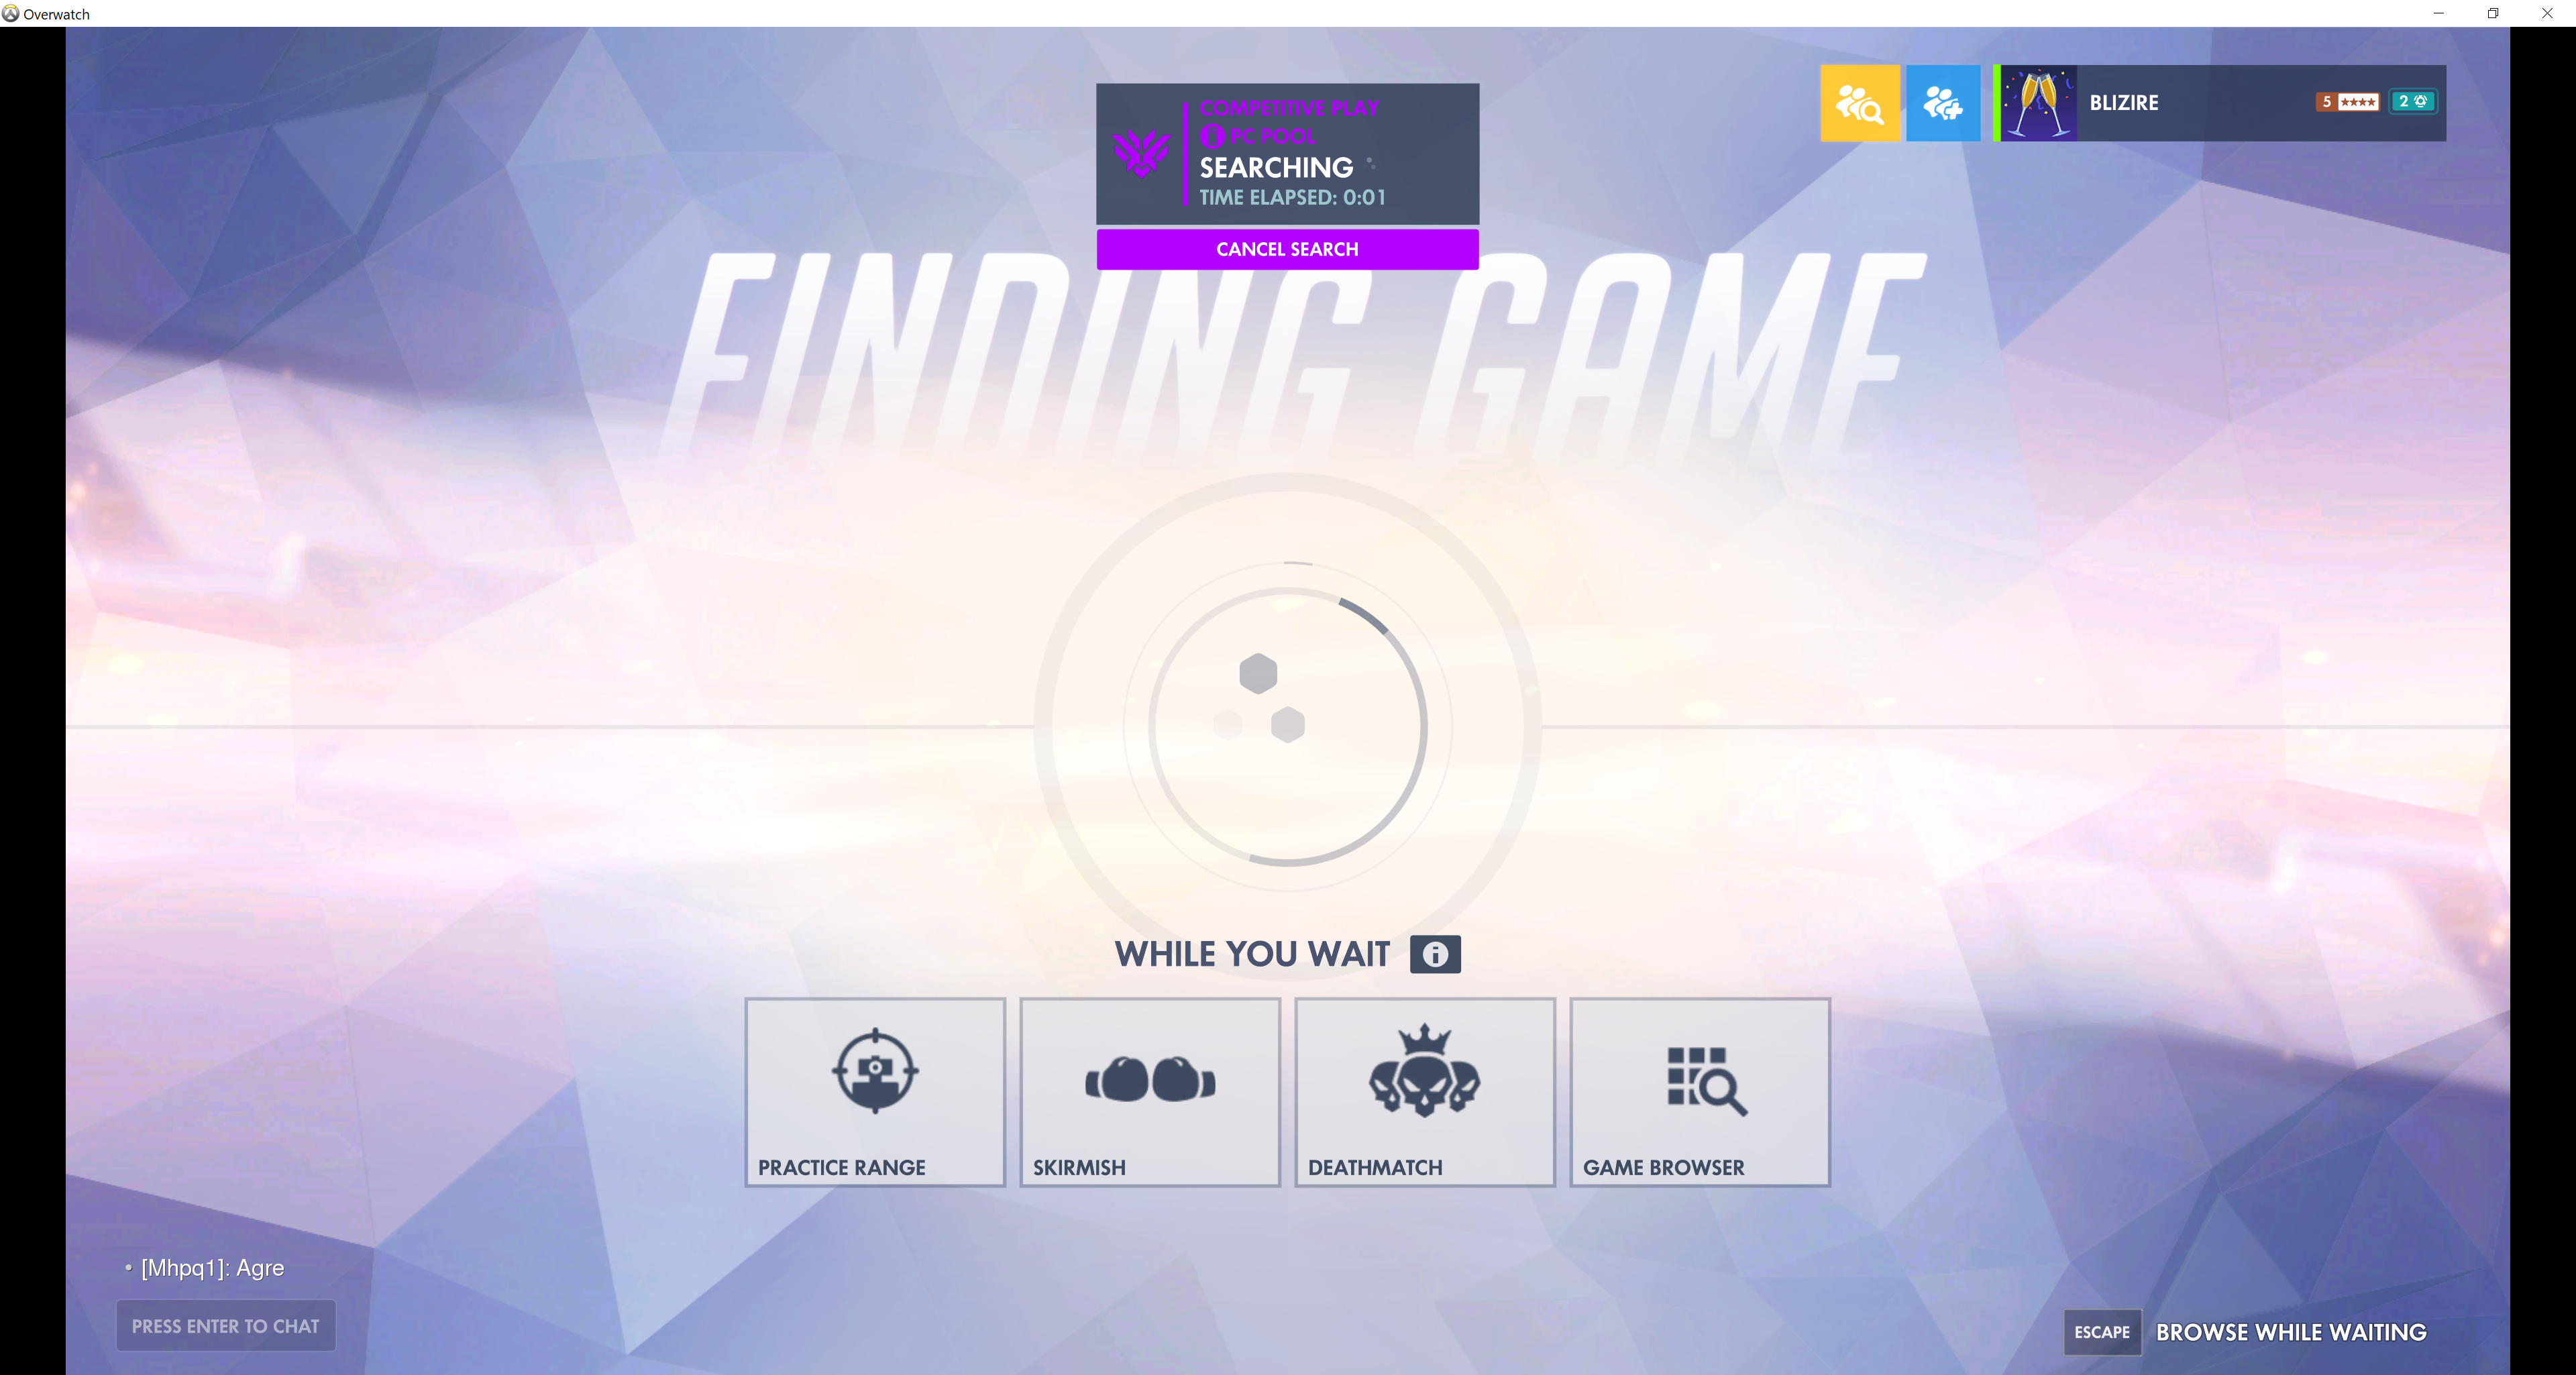 Overwatch
COMPETITIVE PLAY
PC POOL
SEARCHING
TIME ELAPSED: 0:01
CANCEL SEARCH
BLIZIRE
5
2
FINDING GAME
WHILE YOU WAIT
PRACTICE RANGE
SKIRMISH
DEATHMATCH
GAME BROWSER
[Mhpq1]: Agre
PRESS ENTER TO CHAT
ESCAPE BROWSE WHILE WAITING